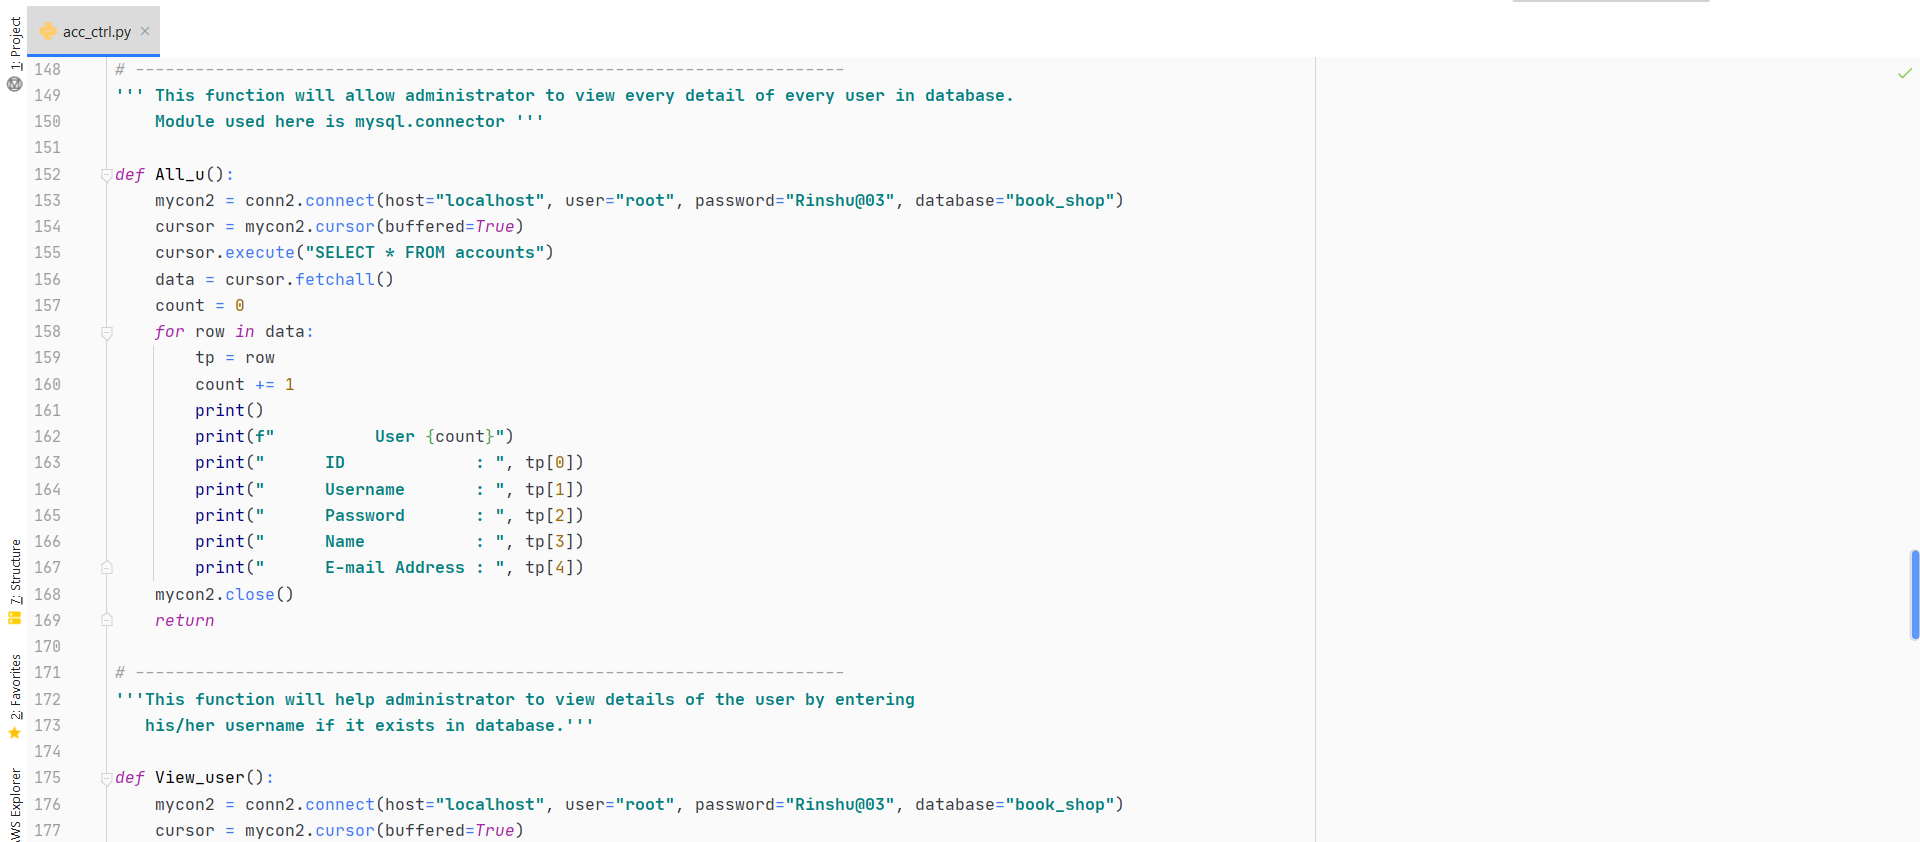 acc_ctrl.py
1: Project
7: Structure
2: Favorites
AWS Explorer
148 # -----------------------------------------------------------------------
149 ''' This function will allow administrator to view every detail of every user in database.
150     Module used here is mysql.connector '''
151
152 def All_u():
153     mycon2 = conn2.connect(host="localhost", user="root", password="Rinshu@03", database="book_shop")
154     cursor = mycon2.cursor(buffered=True)
155     cursor.execute("SELECT * FROM accounts")
156     data = cursor.fetchall()
157     count = 0
158     for row in data:
159         tp = row
160         count += 1
161         print()
162         print(f"          User {count}")
163         print("      ID             : ", tp[0])
164         print("      Username       : ", tp[1])
165         print("      Password       : ", tp[2])
166         print("      Name           : ", tp[3])
167         print("      E-mail Address : ", tp[4])
168     mycon2.close()
169     return
170
171 # -----------------------------------------------------------------------
172 '''This function will help administrator to view details of the user by entering
173    his/her username if it exists in database.'''
174
175 def View_user():
176     mycon2 = conn2.connect(host="localhost", user="root", password="Rinshu@03", database="book_shop")
177     cursor = mycon2.cursor(buffered=True)